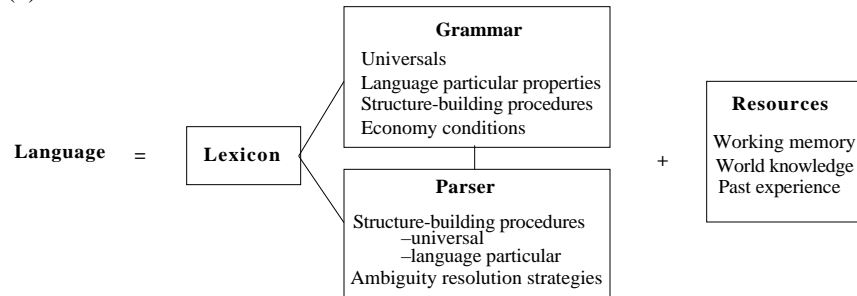 Grammar
Universals
Language particular properties
Structure-building procedures
Economy conditions
Language = Lexicon
+
Resources
Working memory
World knowledge
Past experience
Parser
Structure-building procedures
–universal
–language particular
Ambiguity resolution strategies